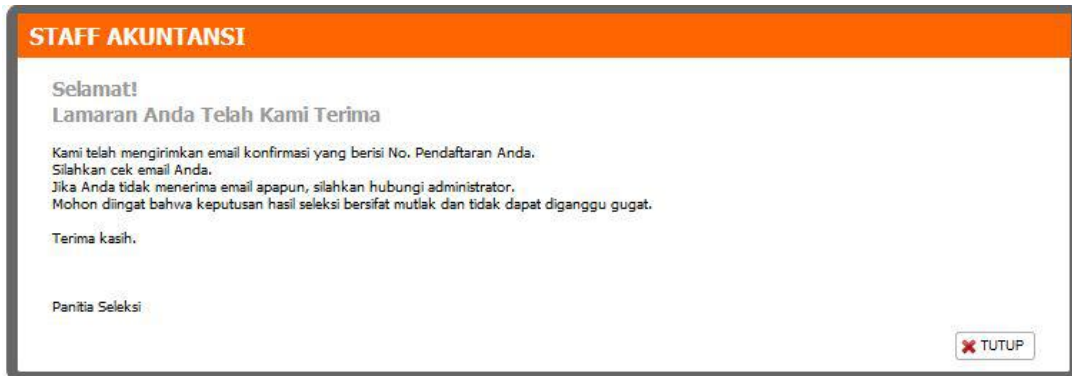 STAFF AKUNTANSI
Selamat!
Lamaran Anda Telah Kami Terima
Kami telah mengirimkan email konfirmasi yang berisi No. Pendaftaran Anda.
Silahkan cek email Anda.
Jika Anda tidak menerima email apapun, silahkan hubungi administrator.
Mohon diingat bahwa keputusan hasil seleksi bersifat mutlak dan tidak dapat diganggu gugat.
Terima kasih.
Panitia Seleksi
TUTUP